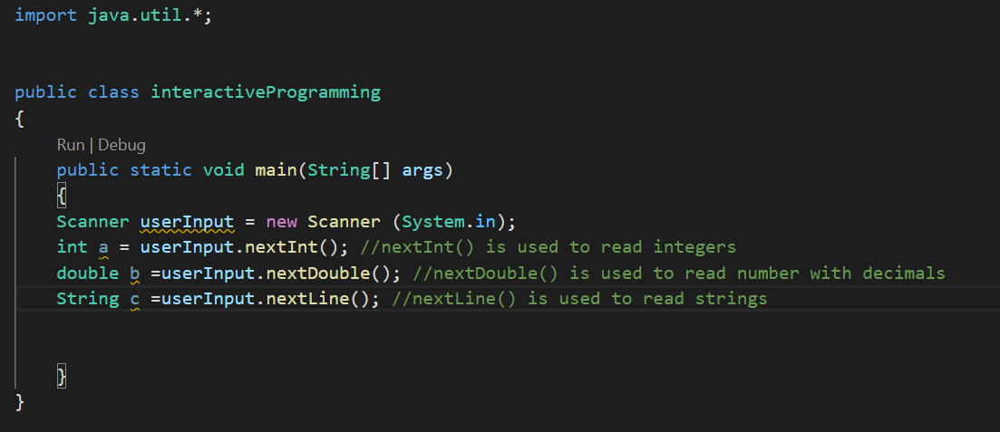 import java.util.*;
public class interactiveProgramming
{
Run | Debug
public static void main(String[] args)
{
Scanner userInput = new Scanner (System.in);
int a = userInput.nextInt(); //nextInt() is used to read integers
double b =userInput.nextDouble(); //nextDouble() is used to read number with decimals
String c =userInput.nextLine(); //nextLine() is used to read strings
}
}